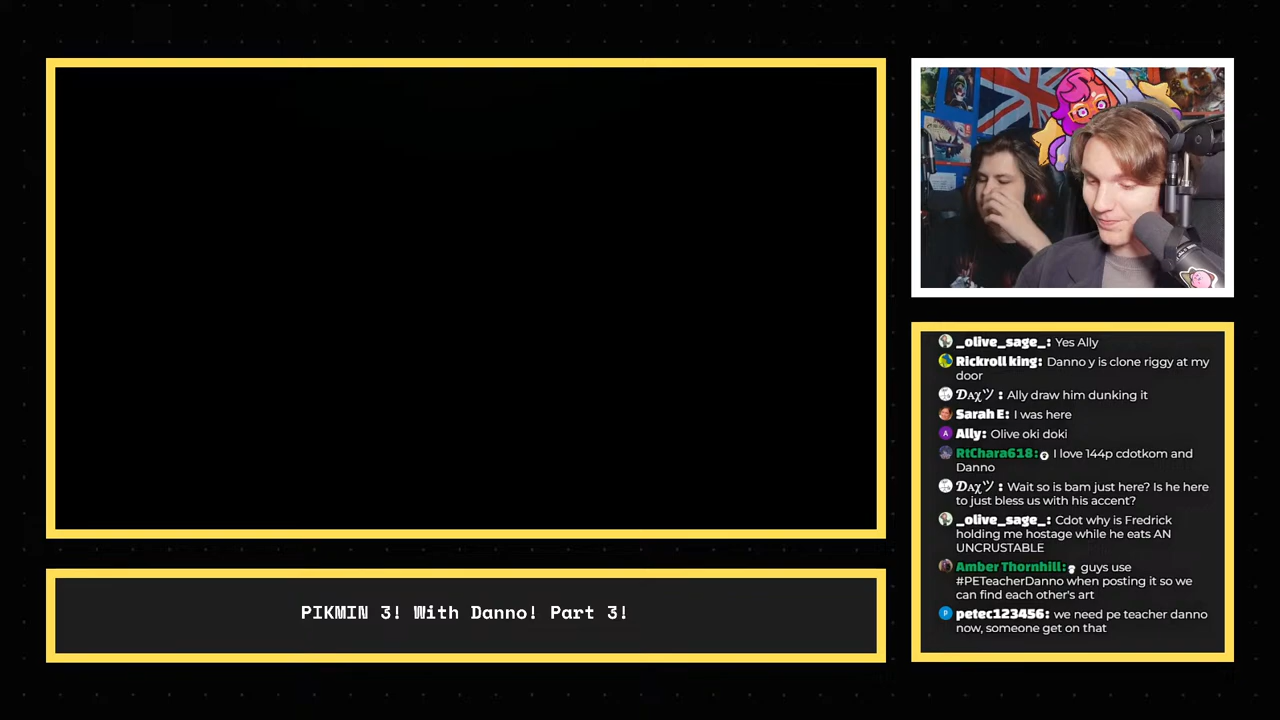 _olive_sage_: Yes Ally
Rickroll king: Danno y is clone riggy at my
door
Ɗᴀχツ : Ally draw him dunking it
Sarah E: I was here
Ally: Olive oki doki
RtChara618: I love 144p cdotkom and
Danno
Ɗᴀχツ : Wait so is bam just here? Is he here
to just bless us with his accent?
_olive_sage_: Cdot why is Fredrick
holding me hostage while he eats AN
UNCRUSTABLE
Amber Thornhill: guys use
#PETeacherDanno when posting it so we
can find each other's art
petec123456: we need pe teacher danno
now, someone get on that
PIKMIN 3! With Danno! Part 3!